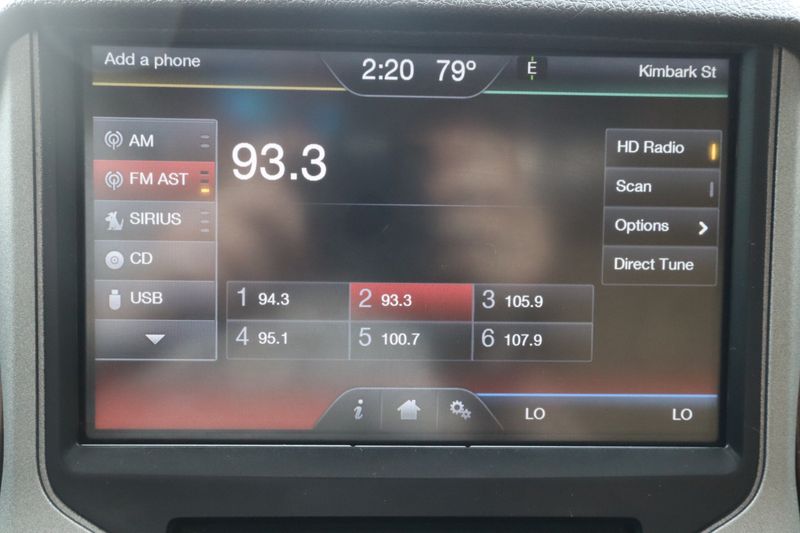 Add a phone
2:20 79°
E
Kimbark St
AM
FM AST
SIRIUS
CD
USB
93.3
HD Radio
Scan
Options
Direct Tune
1 94.3
2 93.3
3 105.9
4 95.1
5 100.7
6 107.9
i
LO
LO